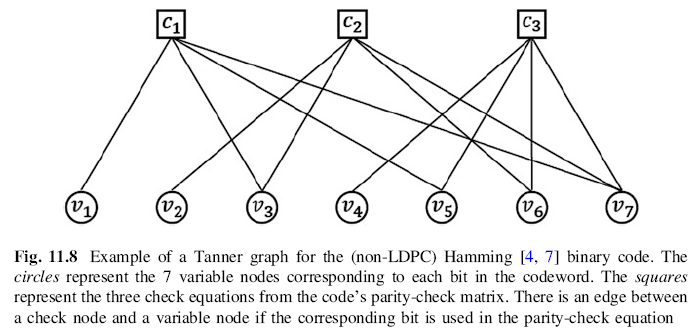 c₁ c₂ c₃
v₁ v₂ v₃ v₄ v₅ v₆ v₇
Fig. 11.8 Example of a Tanner graph for the (non-LDPC) Hamming [4, 7] binary code. The
circles represent the 7 variable nodes corresponding to each bit in the codeword. The squares
represent the three check equations from the code's parity-check matrix. There is an edge between
a check node and a variable node if the corresponding bit is used in the parity-check equation